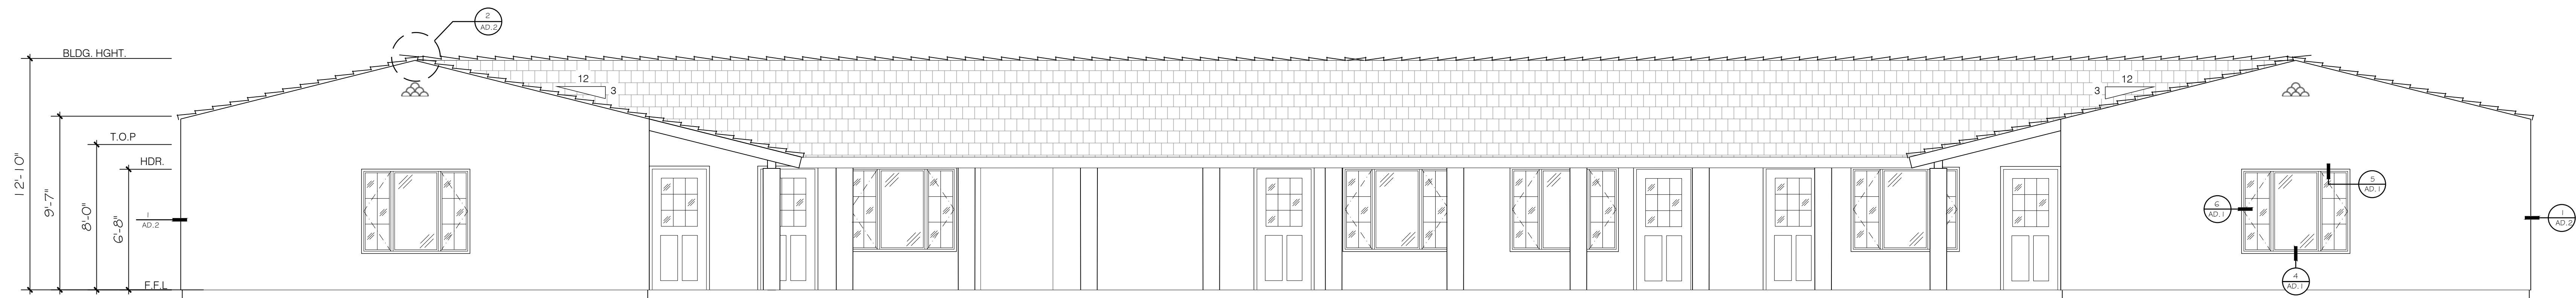 2
AD.2
BLDG. HGHT.
12
3
12
3
T.O.P
HDR.
12'-10"
9'-7"
8'-0"
6'-8"
1
AD.2
5
AD.1
6
AD.1
1
AD.2
4
AD.1
F.F.L